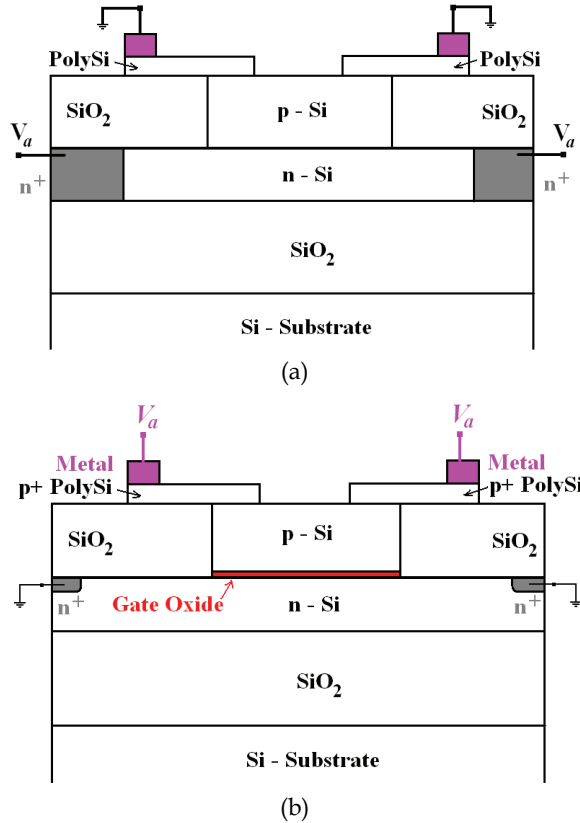 PolySi PolySi
SiO2 p - Si SiO2
Va Va
n+ n - Si n+
SiO2
Si - Substrate
(a)
Va Va
Metal Metal
p+ PolySi p+ PolySi
SiO2 p - Si SiO2
Gate Oxide
n+ n - Si n+
SiO2
Si - Substrate
(b)